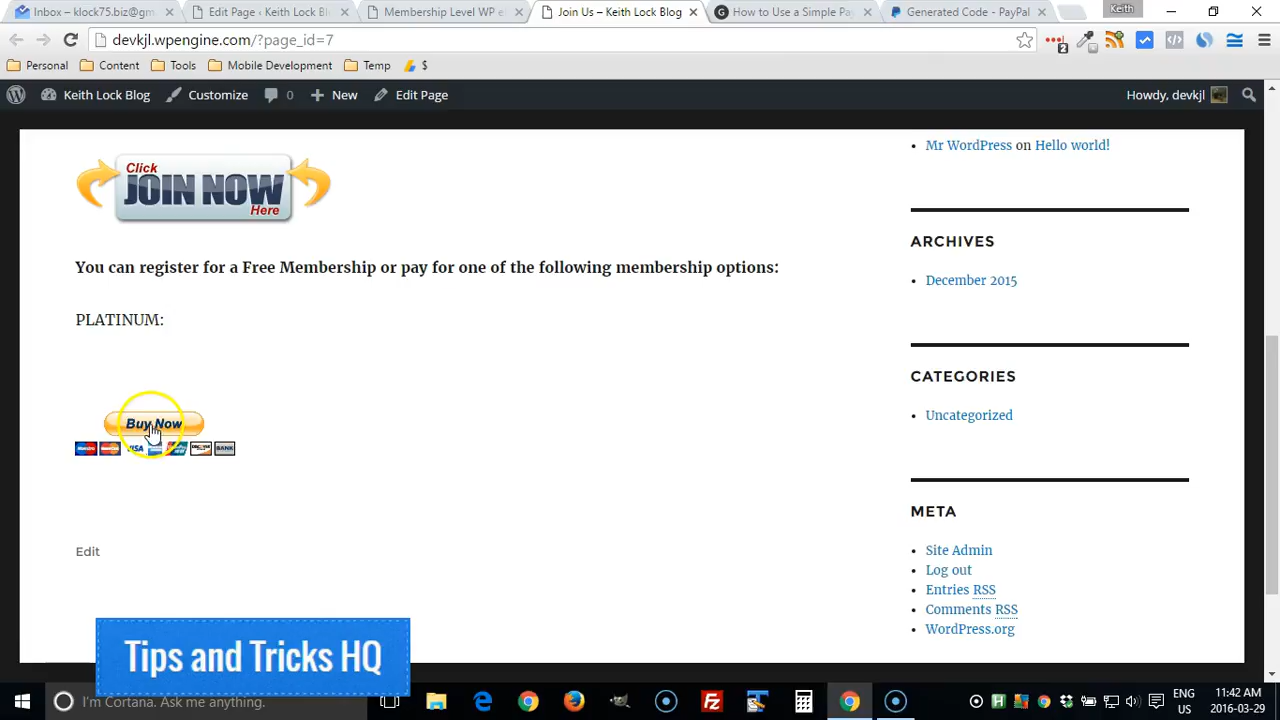 Inbox – klock75.biz@gm
Edit Page ‹ Keith Lock Bl
Membership Level WP e
Join Us – Keith Lock Blog
How to Use a Simple Pa
Generated Code - PayPal
Keith
devkjl.wpengine.com/?page_id=7
2
Personal
Content
Tools
Mobile Development
Temp
$
Keith Lock Blog
Customize
0
New
Edit Page
Howdy, devkjl
Click
JOIN NOW
Here
You can register for a Free Membership or pay for one of the following membership options:
PLATINUM:
Buy Now
VISA
BANK
Edit
Mr WordPress on Hello world!
ARCHIVES
December 2015
CATEGORIES
Uncategorized
META
Site Admin
Log out
Entries RSS
Comments RSS
WordPress.org
Tips and Tricks HQ
I'm Cortana. Ask me anything.
ENG
US
11:42 AM
2016-03-29